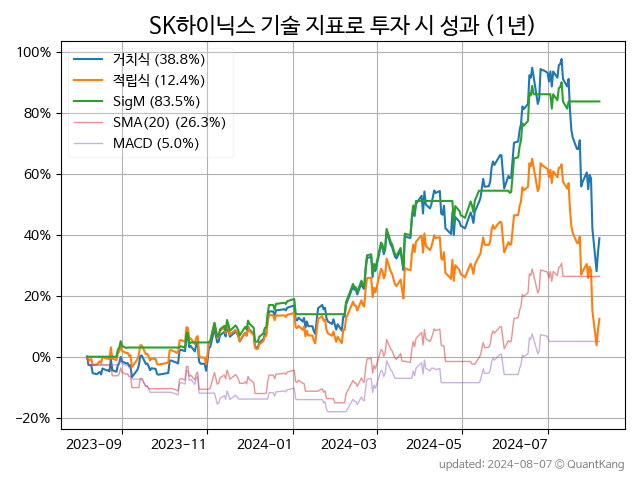 SK하이닉스 기술 지표로 투자 시 성과 (1년)
100%
80%
60%
40%
20%
0%
−20%
거치식 (38.8%)
적립식 (12.4%)
SigM (83.5%)
SMA(20) (26.3%)
MACD (5.0%)
2023-09 2023-11 2024-01 2024-03 2024-05 2024-07
updated: 2024-08-07 © QuantKang